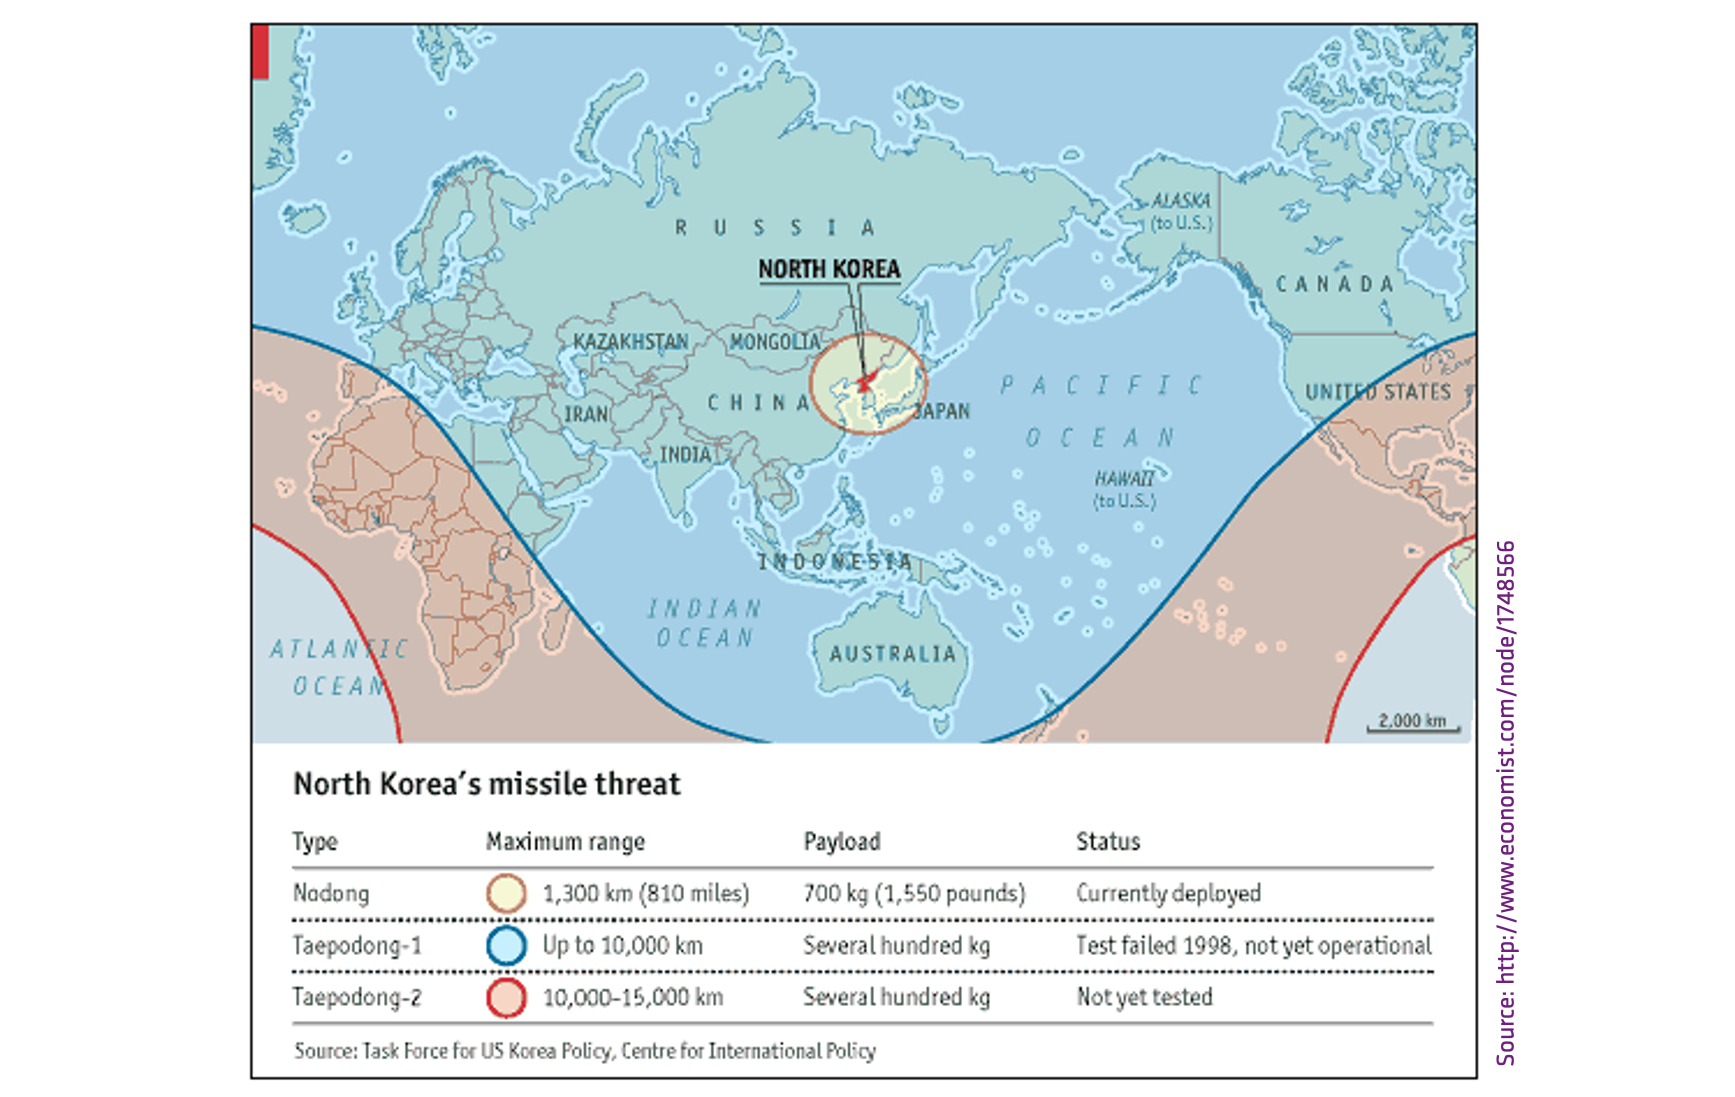 ALASKA
(to U.S.)
R U S S I A
NORTH KOREA
CANADA
KAZAKHSTAN
MONGOLIA
PACIFIC
UNITED STATES
CHINA
IRAN
JAPAN
OCEAN
INDIA
HAWAII
(to U.S.)
INDONESIA
INDIAN
OCEAN
ATLANTIC
OCEAN
AUSTRALIA
2,000 km
North Korea's missile threat
Type Maximum range Payload Status
Nodong 1,300 km (810 miles) 700 kg (1,550 pounds) Currently deployed
Taepodong-1 Up to 10,000 km Several hundred kg Test failed 1998, not yet operational
Taepodong-2 10,000–15,000 km Several hundred kg Not yet tested
Source: Task Force for US Korea Policy, Centre for International Policy
Source: http://www.economist.com/node/1748566